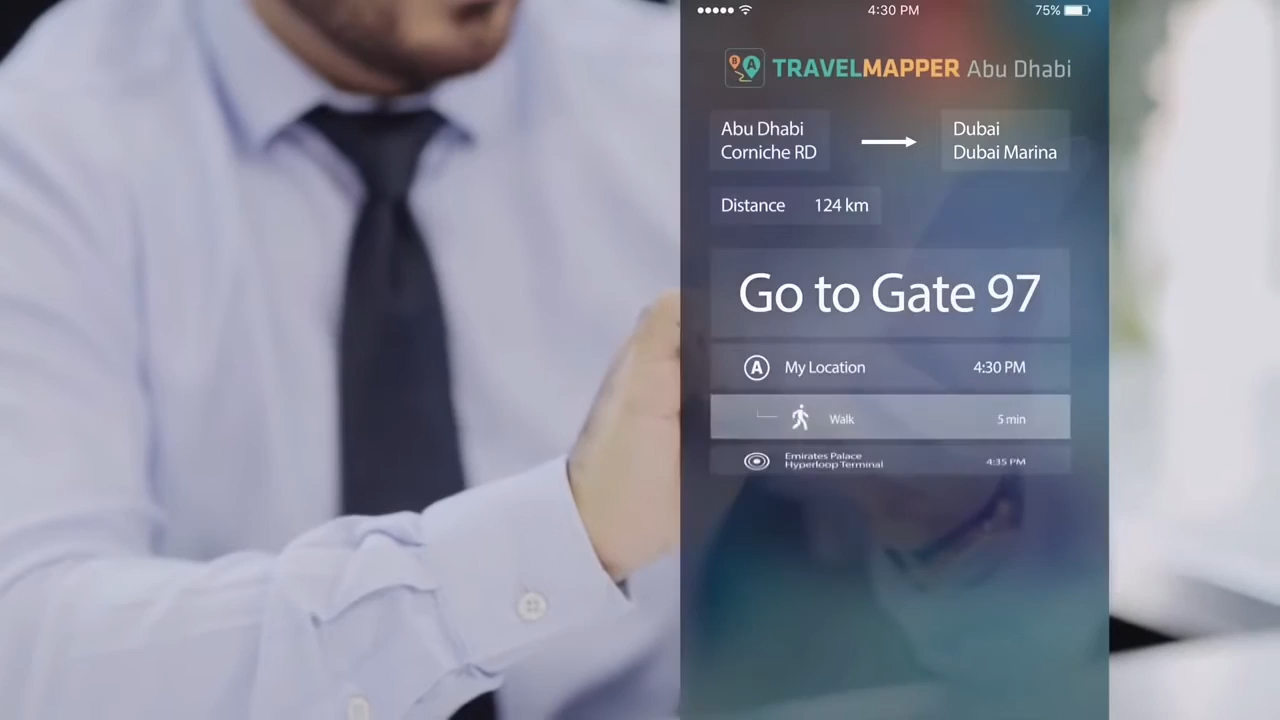 4:30 PM
75%
B A
TRAVELMAPPER Abu Dhabi
Abu Dhabi
Corniche RD
Dubai
Dubai Marina
Distance 124 km
Go to Gate 97
A My Location 4:30 PM
Walk 5 min
Emirates Palace
Hyperloop Terminal
4:35 PM